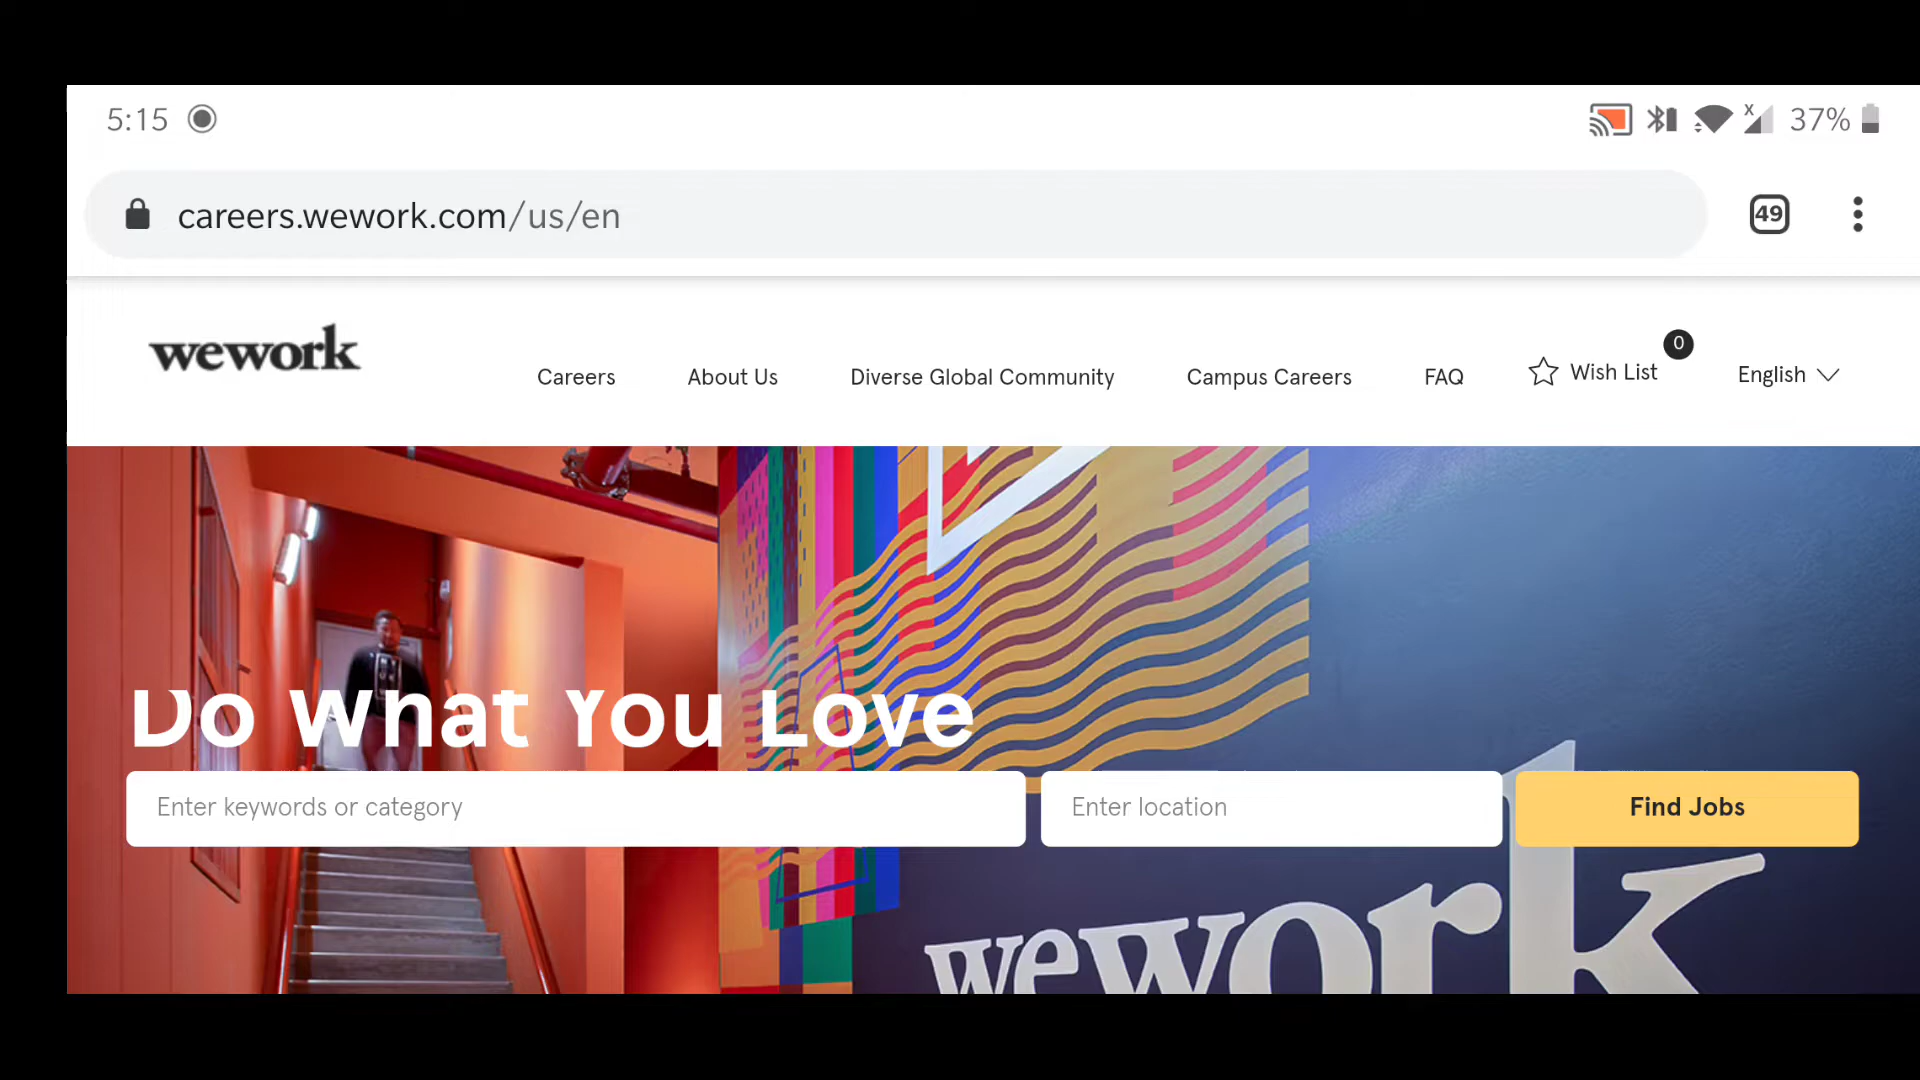 5:15
37%
careers.wework.com/us/en
49
wework
Careers
About Us
Diverse Global Community
Campus Careers
FAQ
Wish List
0
English
Do What You Love
Enter keywords or category
Enter location
Find Jobs
wework